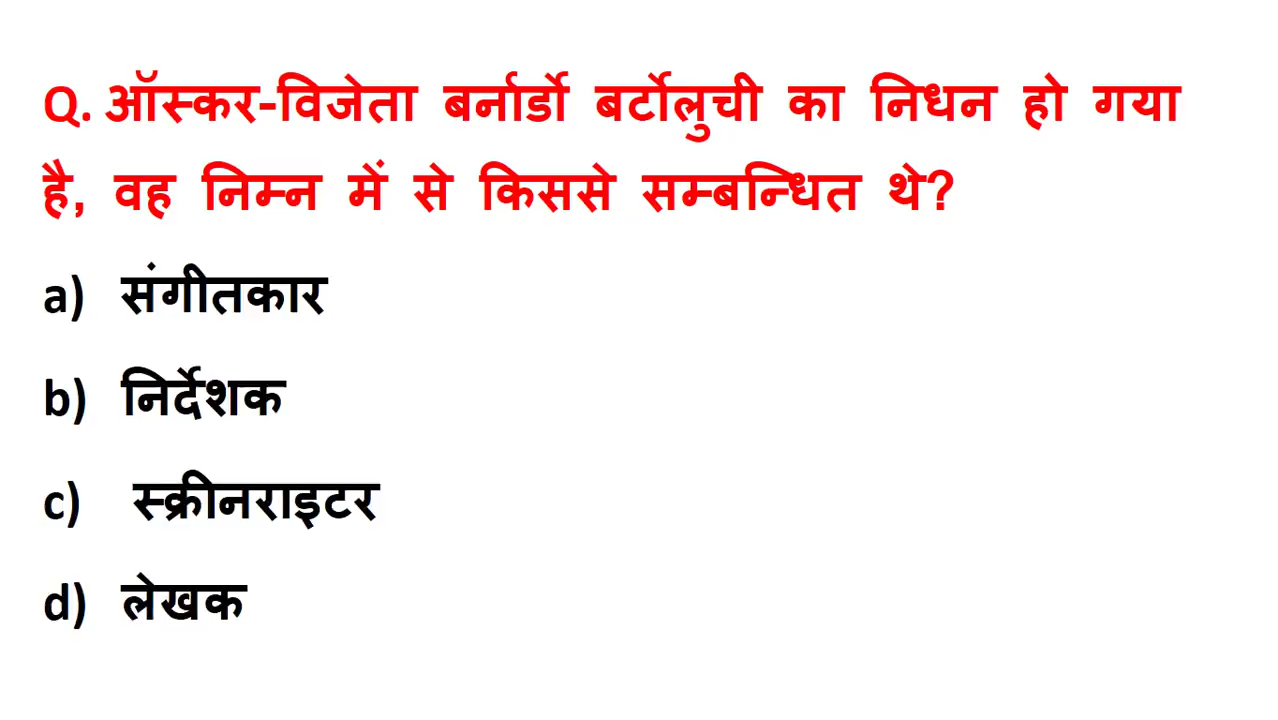 Q. ऑस्कर-विजेता बर्नार्डो बर्टोलुची का निधन हो गया
है, वह निम्न में से किससे सम्बन्धित थे?
a) संगीतकार
b) निर्देशक
c) स्क्रीनराइटर
d) लेखक